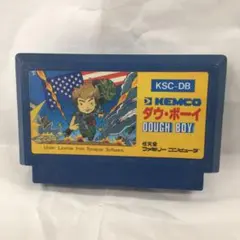 KSC-DB
KEMCO
ダウ・ボーイ
DOUGH BOY
任天堂
ファミリー コンピュータ
Under License from Synapse Software